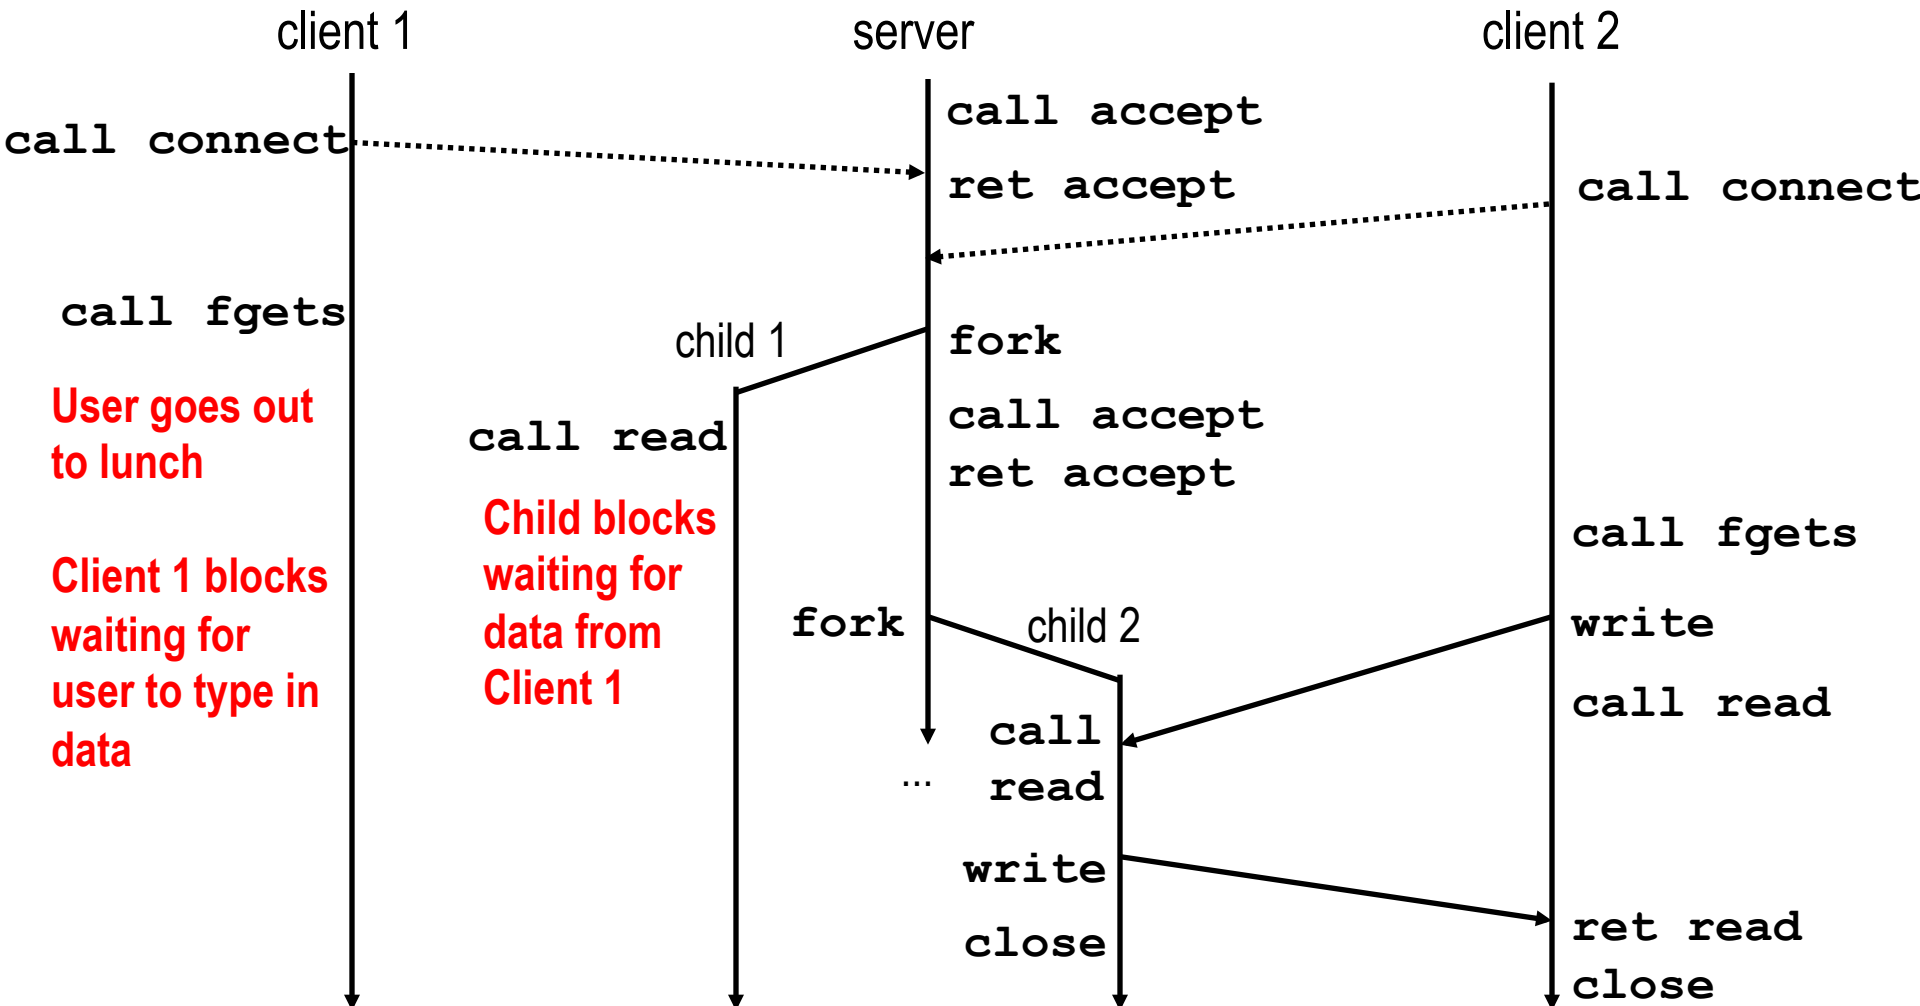 client 1
server
client 2
call connect
call accept
ret accept
call connect
call fgets
child 1
fork
User goes out
to lunch
call read
call accept
ret accept
Child blocks
waiting for
data from
Client 1
Client 1 blocks
waiting for
user to type in
data
call fgets
fork
child 2
write
call read
call
read
...
write
close
ret read
close